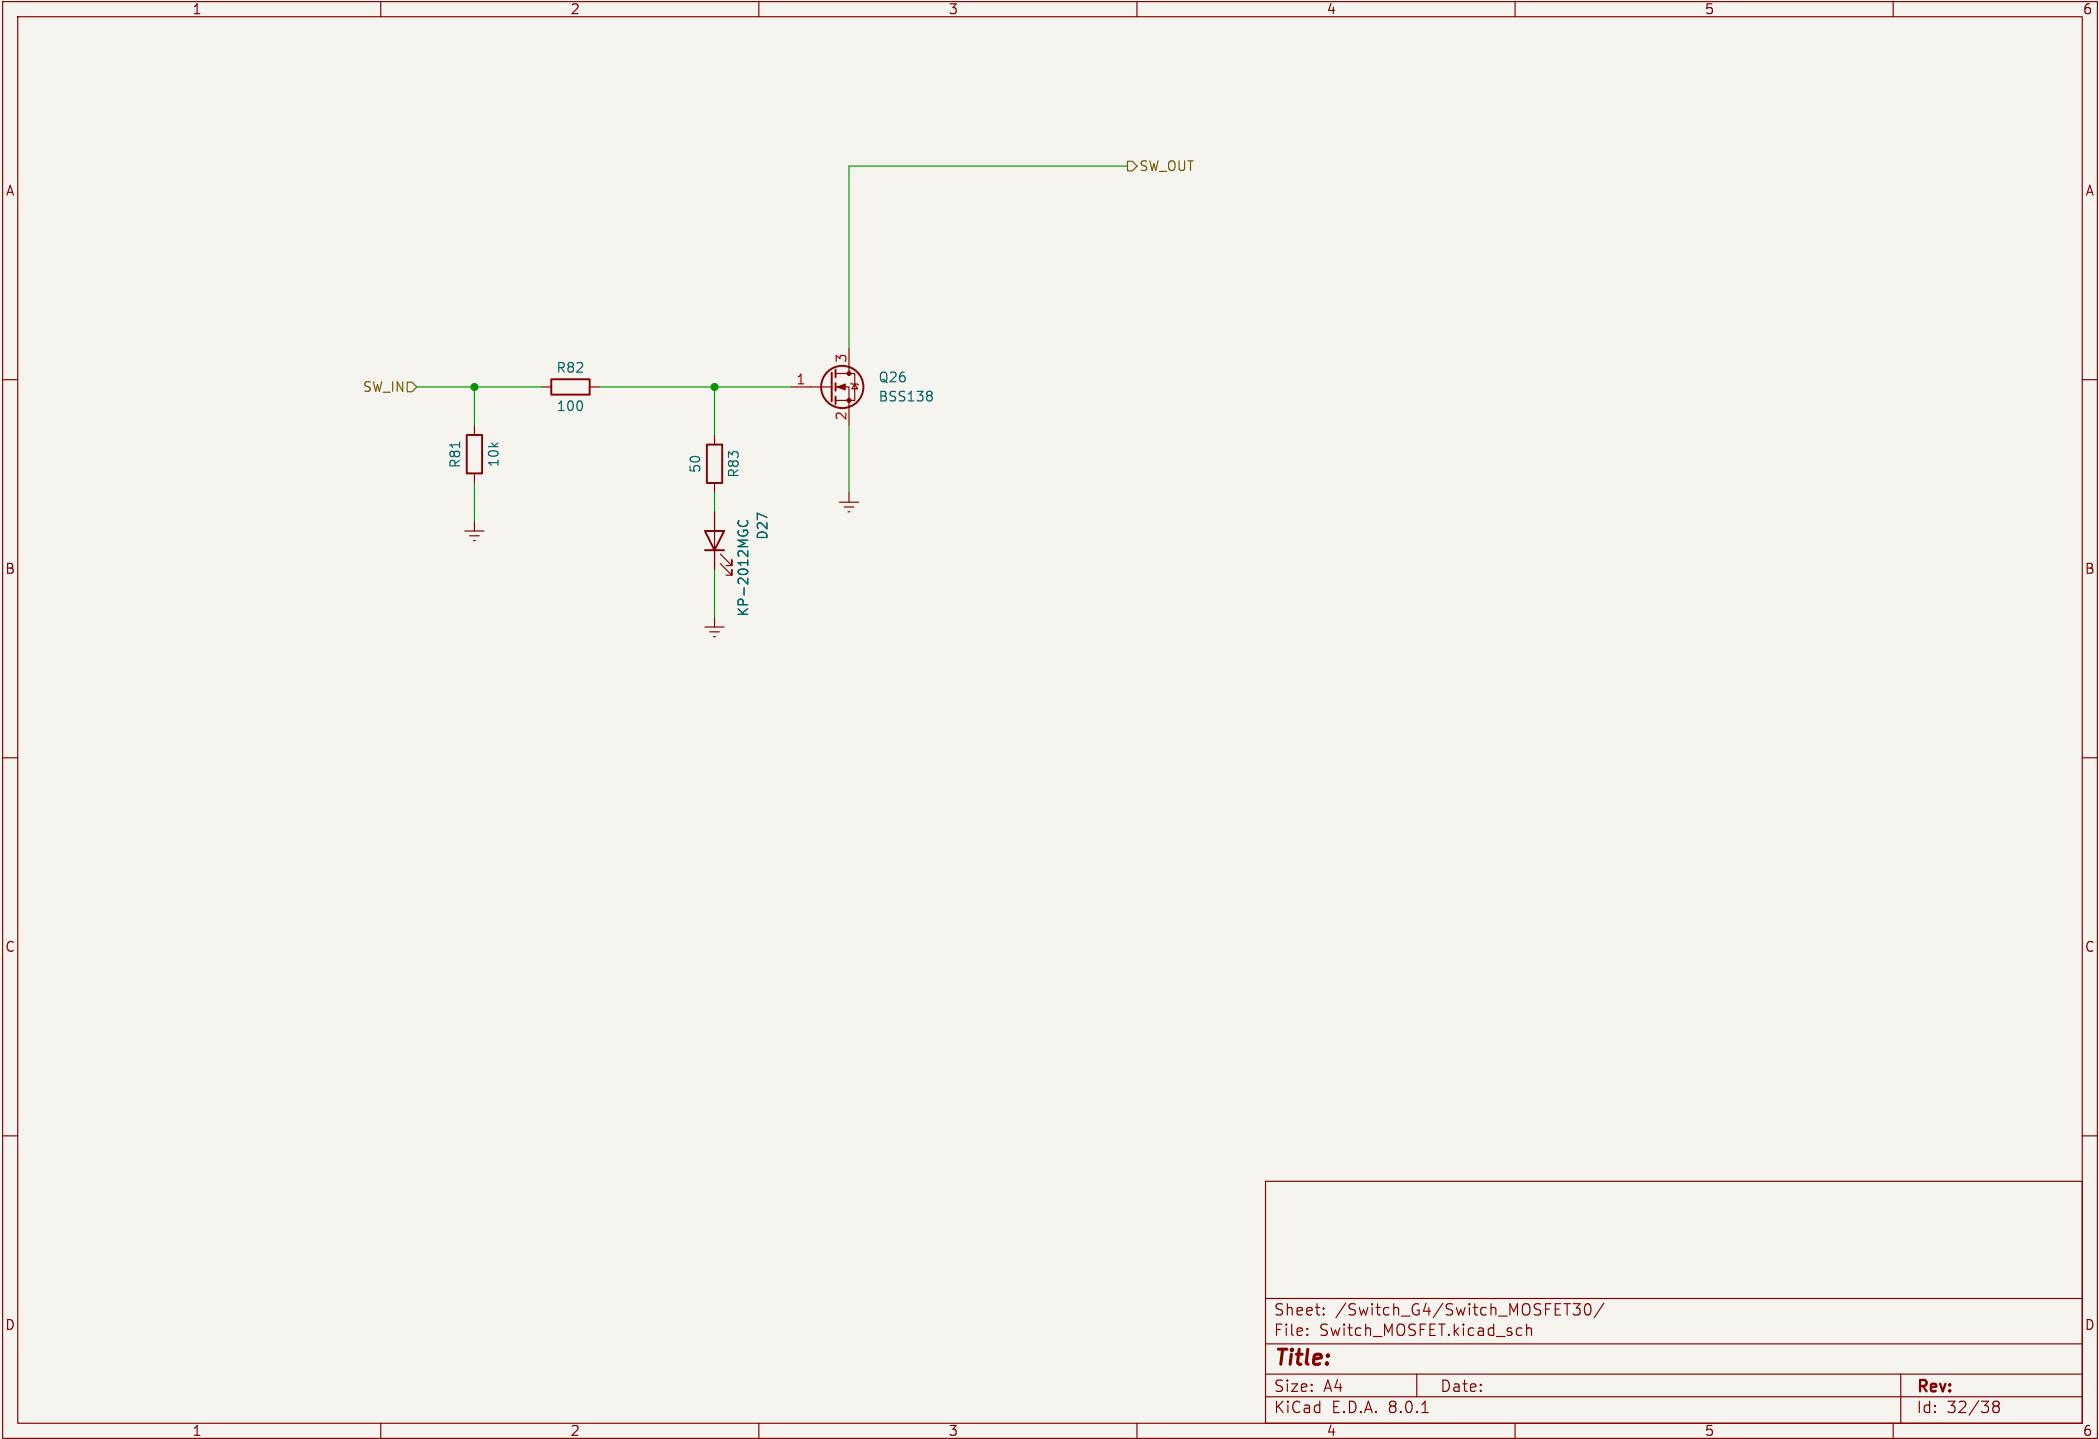 1 2 3 4 5 6
A A
SW_OUT
R82
SW_IN
100
1
3
2
Q26
BSS138
R81
10k
50
R83
D27
KP-2012MGC
B B
C C
D D
Sheet: /Switch_G4/Switch_MOSFET30/
File: Switch_MOSFET.kicad_sch
Title:
Size: A4 Date: Rev:
KiCad E.D.A. 8.0.1 Id: 32/38
1 2 3 4 5 6